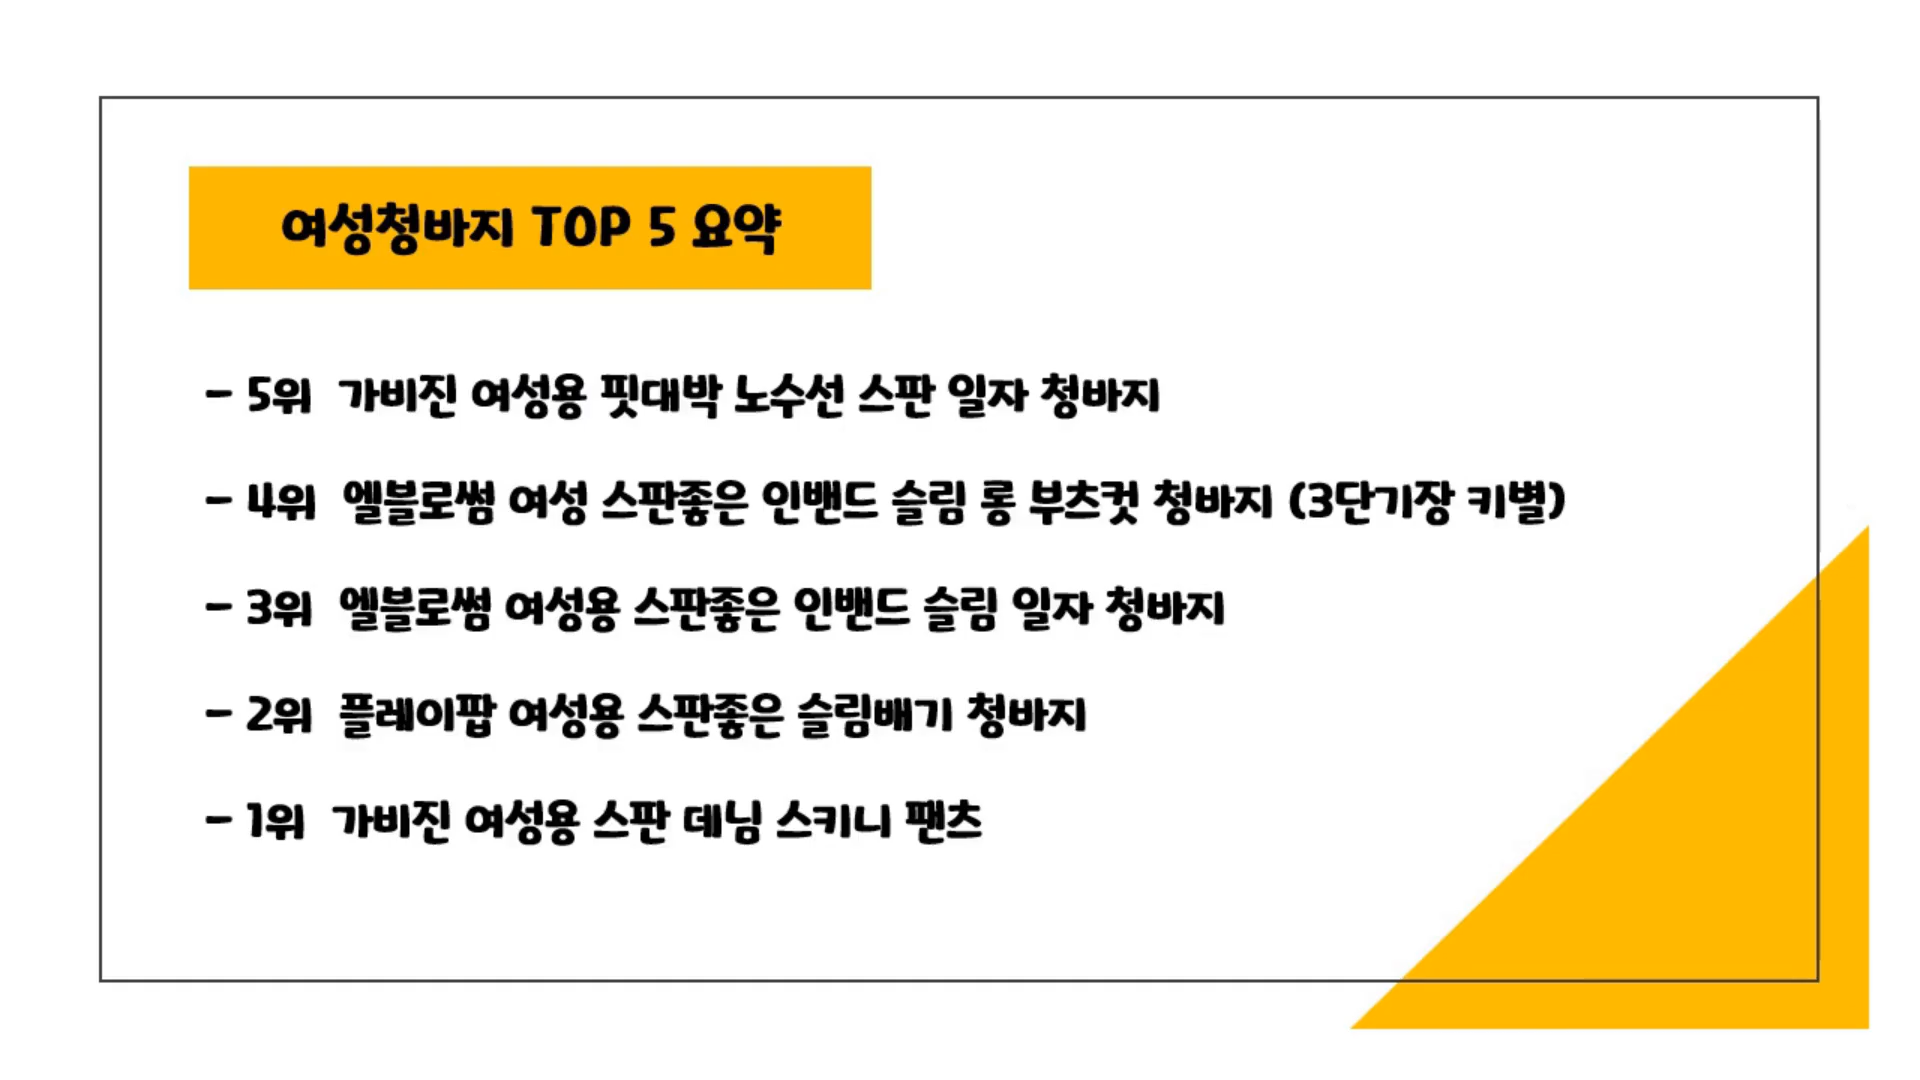 여성청바지 TOP 5 요약
- 5위 가비진 여성용 핏대박 노수선 스판 일자 청바지
- 4위 엘블로썸 여성 스판좋은 인밴드 슬림 롱 부츠컷 청바지 (3단기장 키별)
- 3위 엘블로썸 여성용 스판좋은 인밴드 슬림 일자 청바지
- 2위 플레이팝 여성용 스판좋은 슬림배기 청바지
- 1위 가비진 여성용 스판 데님 스키니 팬츠